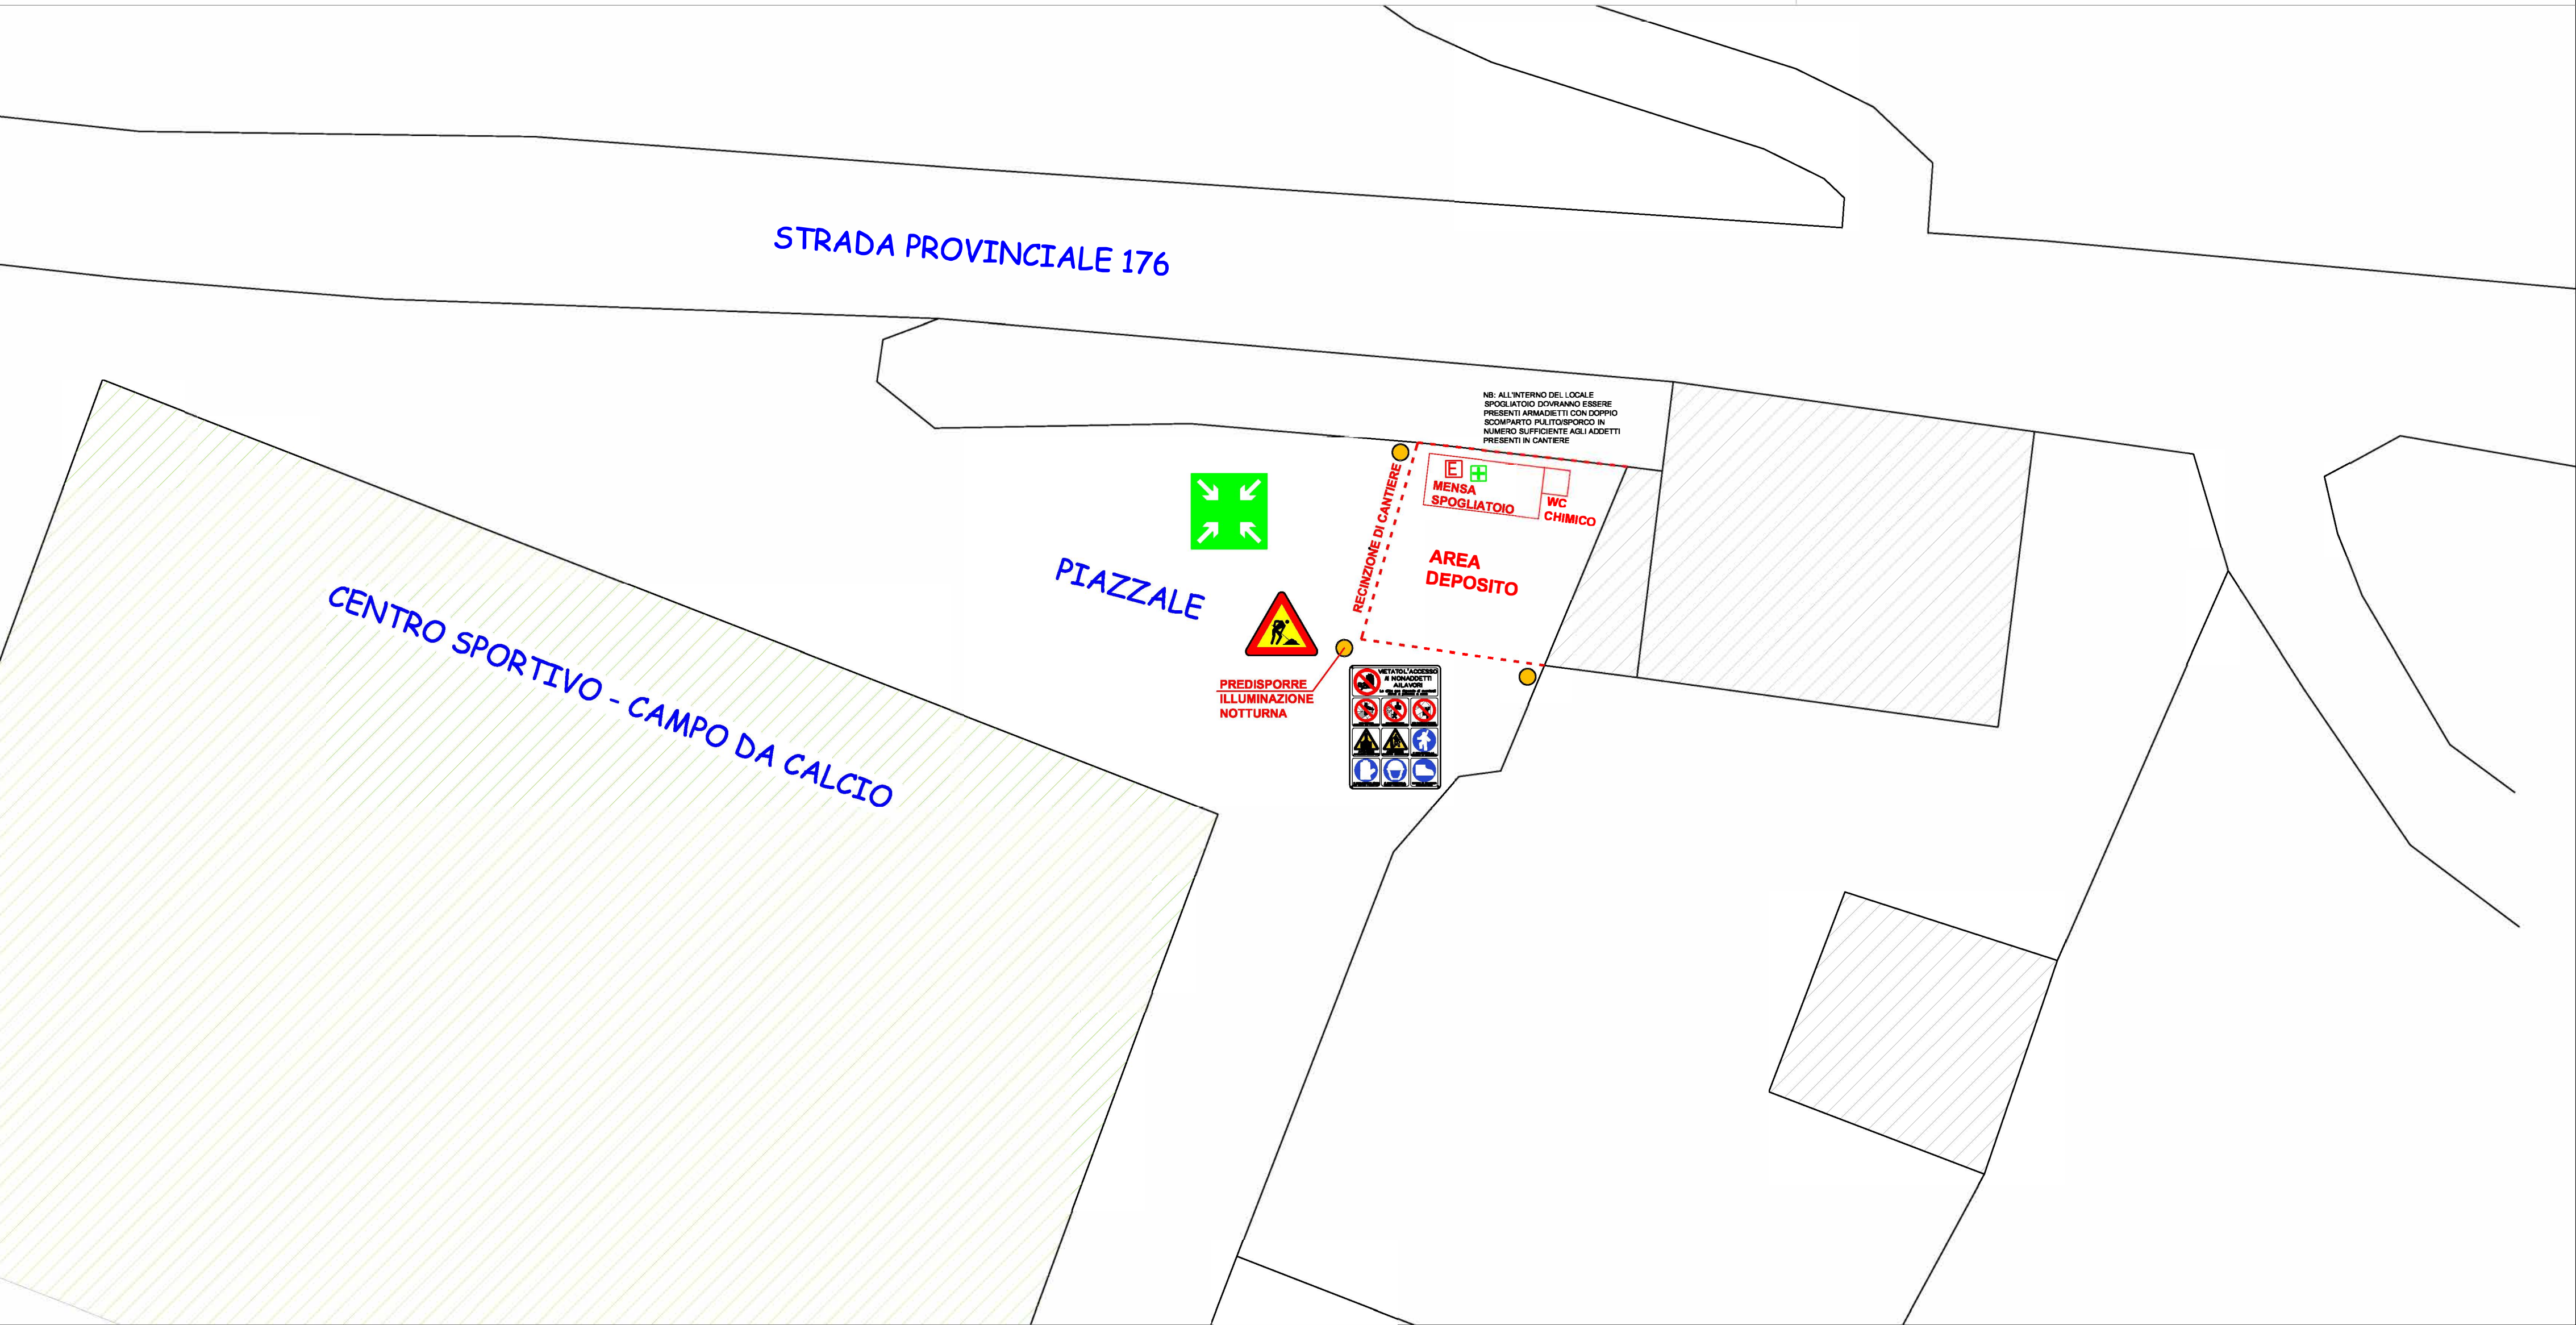 STRADA PROVINCIALE 176
NB: ALL'INTERNO DEL LOCALE
SPOGLIATOIO DOVRANNO ESSERE
PRESENTI ARMADIETTI CON DOPPIO
SCOMPARTO PULITO/SPORCO IN
NUMERO SUFFICIENTE AGLI ADDETTI
PRESENTI IN CANTIERE
E
MENSA
SPOGLIATOIO
WC
CHIMICO
RECINZIONE DI CANTIERE
AREA
DEPOSITO
PIAZZALE
CENTRO SPORTIVO - CAMPO DA CALCIO
PREDISPORRE
ILLUMINAZIONE
NOTTURNA
VIETATO L'ACCESSO
AI NON ADDETTI
AI LAVORI